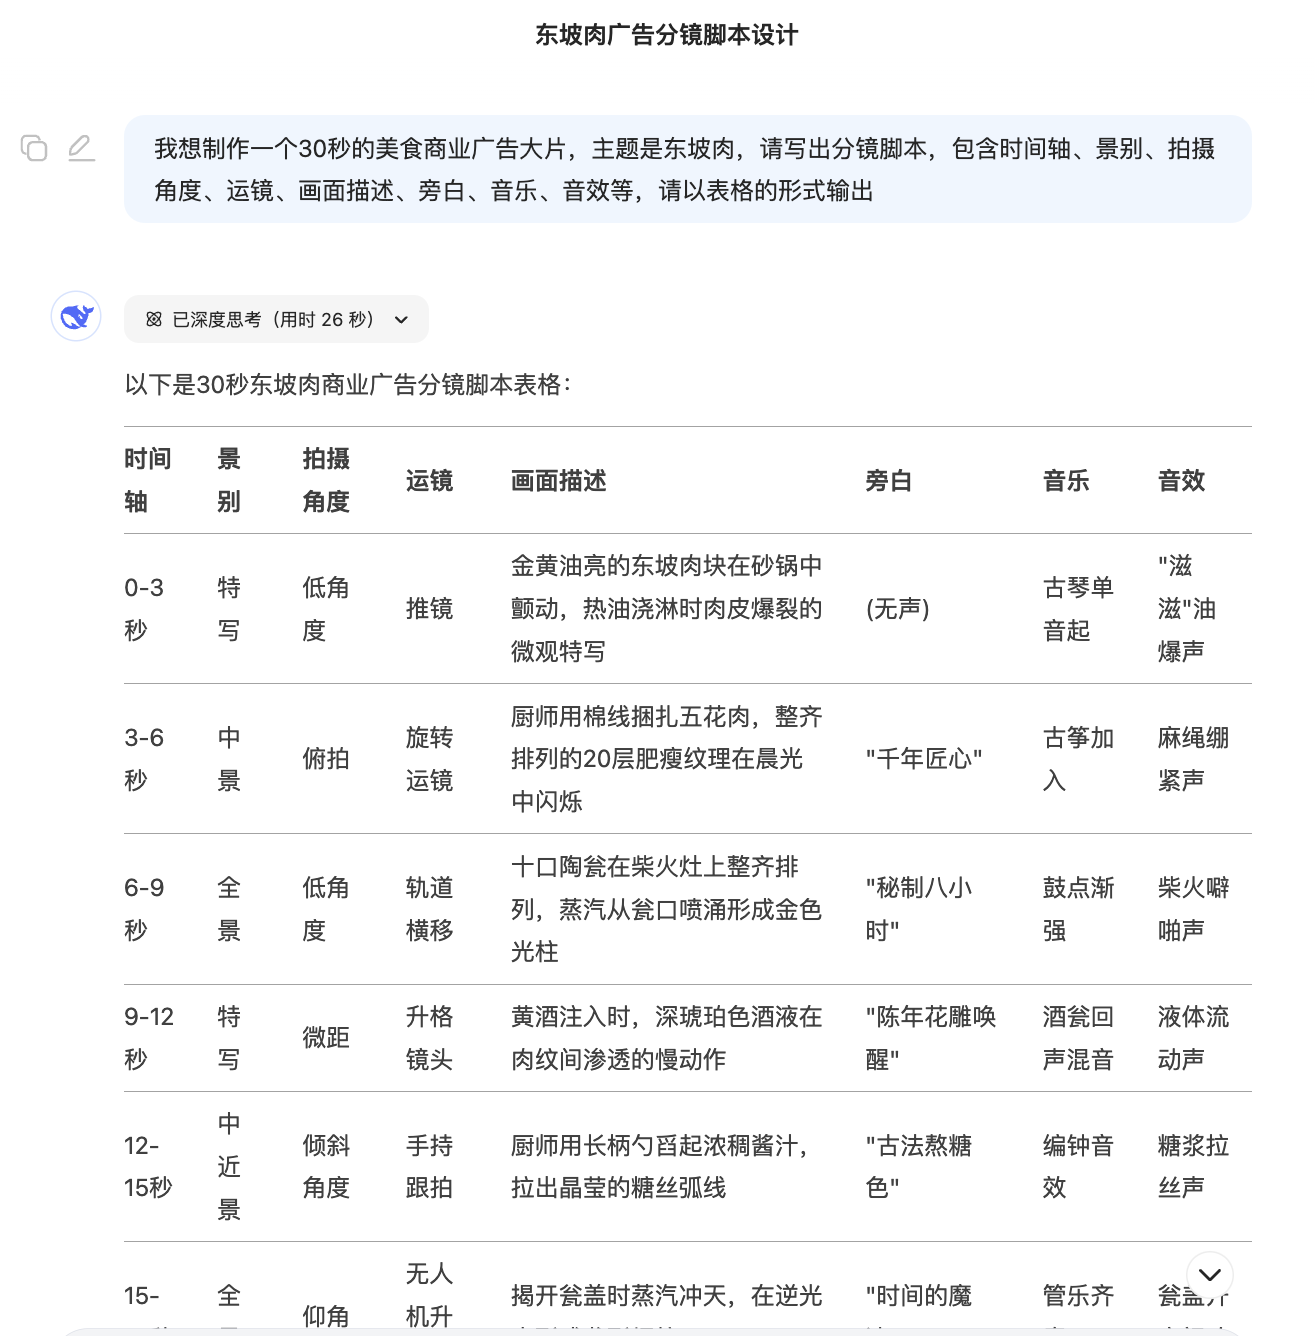 东坡肉广告分镜脚本设计
我想制作一个30秒的美食商业广告大片，主题是东坡肉，请写出分镜脚本，包含时间轴、景别、拍摄
角度、运镜、画面描述、旁白、音乐、音效等，请以表格的形式输出
已深度思考（用时 26 秒）
以下是30秒东坡肉商业广告分镜脚本表格：
时间
轴
景
别
拍摄
角度
运镜
画面描述
旁白
音乐
音效
0-3
秒
特
写
低角
度
推镜
金黄油亮的东坡肉块在砂锅中
颤动，热油浇淋时肉皮爆裂的
微观特写
(无声)
古琴单
音起
"滋
滋"油
爆声
3-6
秒
中
景
俯拍
旋转
运镜
厨师用棉线捆扎五花肉，整齐
排列的20层肥瘦纹理在晨光
中闪烁
"千年匠心"
古筝加
入
麻绳绷
紧声
6-9
秒
全
景
低角
度
轨道
横移
十口陶瓮在柴火灶上整齐排
列，蒸汽从瓮口喷涌形成金色
光柱
"秘制八小
时"
鼓点渐
强
柴火噼
啪声
9-12
秒
特
写
微距
升格
镜头
黄酒注入时，深琥珀色酒液在
肉纹间渗透的慢动作
"陈年花雕唤
醒"
酒瓮回
声混音
液体流
动声
12-
15秒
中
近
景
倾斜
角度
手持
跟拍
厨师用长柄勺舀起浓稠酱汁，
拉出晶莹的糖丝弧线
"古法熬糖
色"
编钟音
效
糖浆拉
丝声
15-
全
仰角
无人
机升
揭开瓮盖时蒸汽冲天，在逆光
"时间的魔
管乐齐
瓮盖开